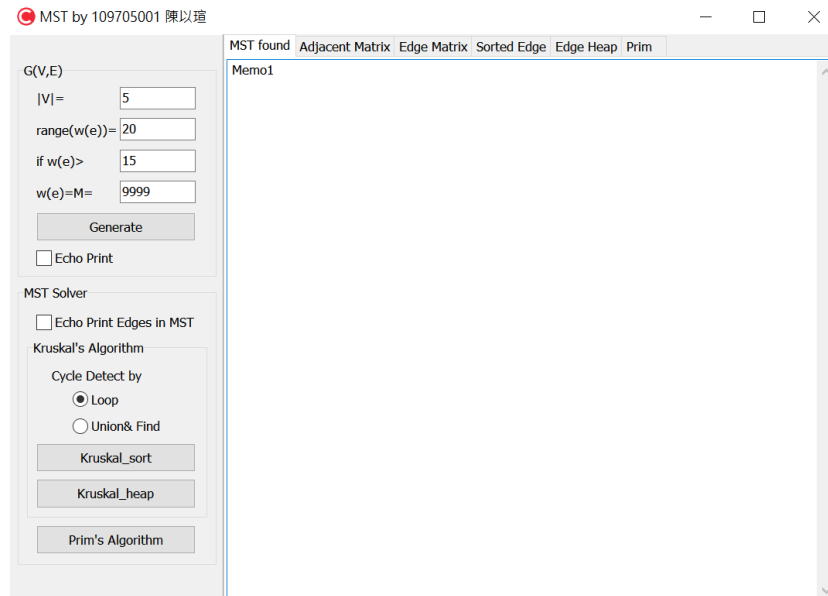 MST by 109705001 陳以瑄
MST found Adjacent Matrix Edge Matrix Sorted Edge Edge Heap Prim
Memo1
G(V,E)
|V|= 5
range(w(e))= 20
if w(e)> 15
w(e)=M= 9999
Generate
Echo Print
MST Solver
Echo Print Edges in MST
Kruskal's Algorithm
Cycle Detect by
Loop
Union& Find
Kruskal_sort
Kruskal_heap
Prim's Algorithm